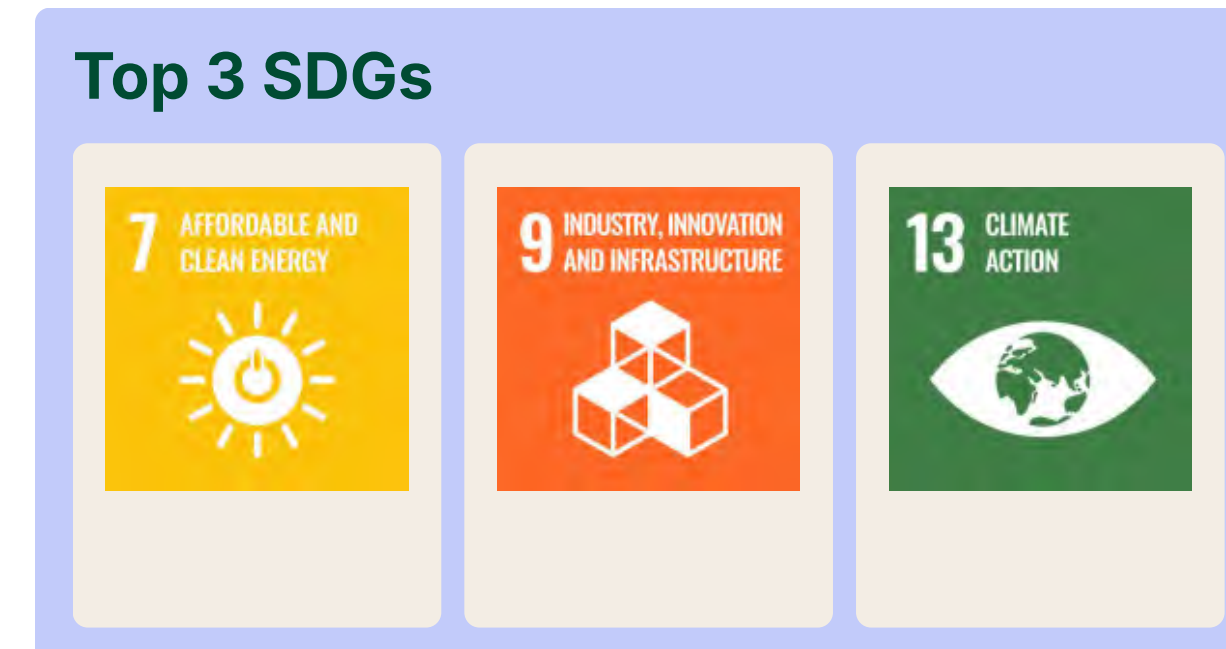 Top 3 SDGs
7 AFFORDABLE AND
CLEAN ENERGY
9 INDUSTRY, INNOVATION
AND INFRASTRUCTURE
13 CLIMATE
ACTION